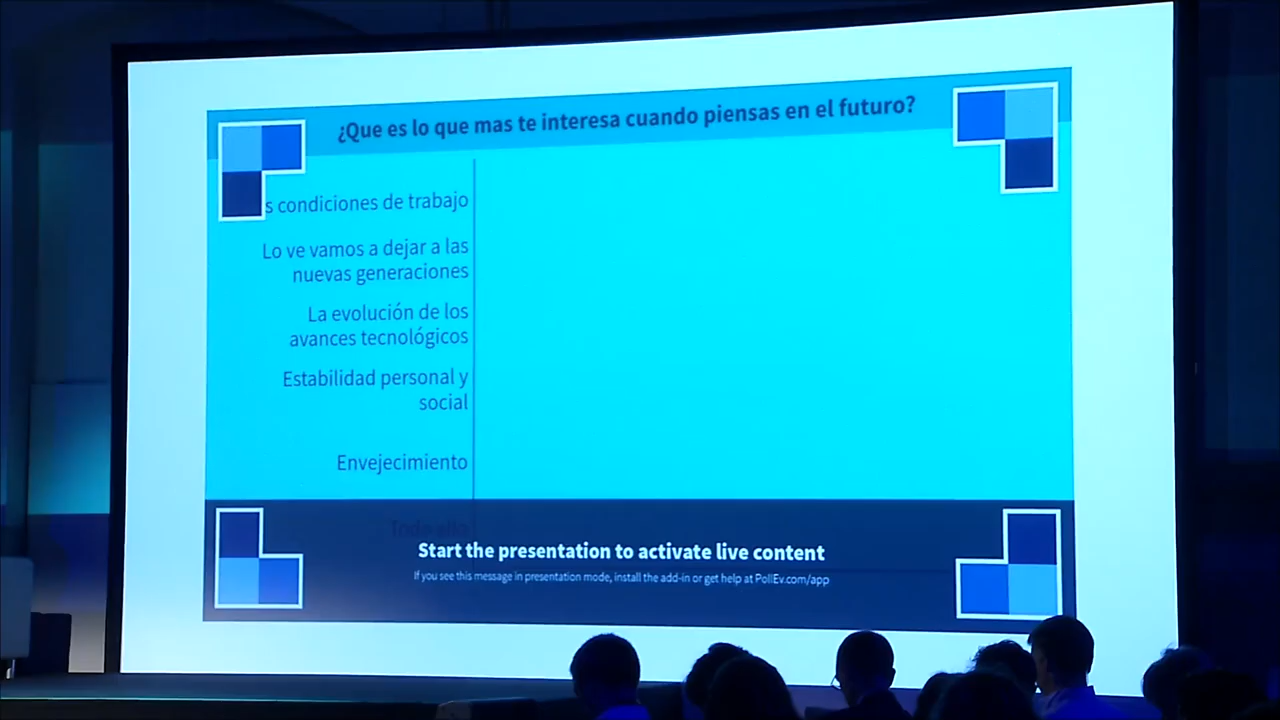 ¿Que es lo que mas te interesa cuando piensas en el futuro?
s condiciones de trabajo
Lo ve vamos a dejar a las
nuevas generaciones
La evolución de los
avances tecnológicos
Estabilidad personal y
social
Envejecimiento
Todo ello
Start the presentation to activate live content
If you see this message in presentation mode, install the add-in or get help at PollEv.com/app